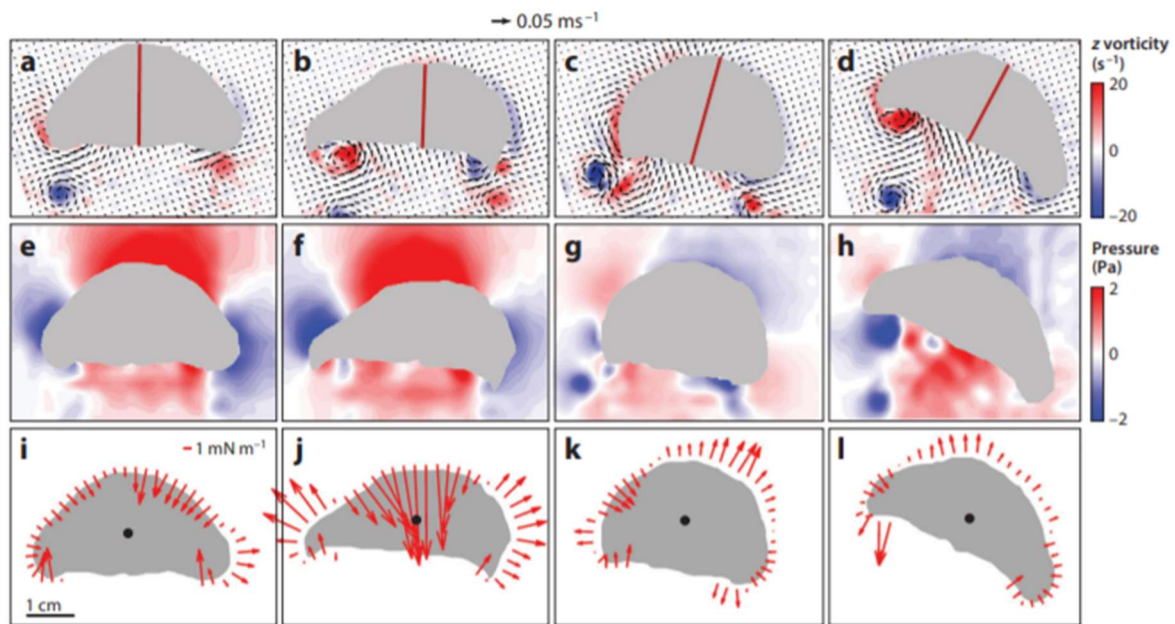 0.05 ms⁻¹
a
b
c
d
z vorticity
(s⁻¹)
20
0
−20
e
f
g
h
Pressure
(Pa)
2
0
−2
i
1 mN m⁻¹
j
k
l
1 cm